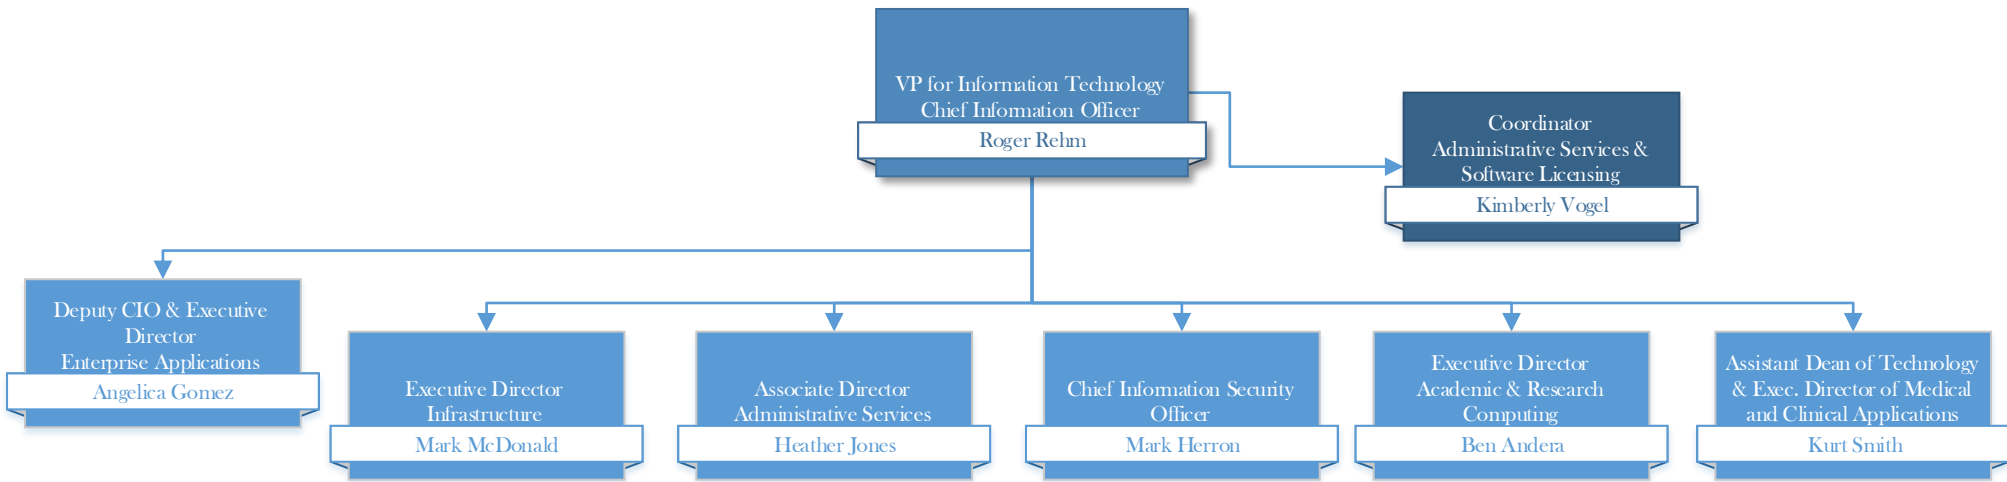 VP for Information Technology
Chief Information Officer
Roger Rehm
Coordinator
Administrative Services &
Software Licensing
Kimberly Vogel
Deputy CIO & Executive
Director
Enterprise Applications
Angelica Gomez
Executive Director
Infrastructure
Mark McDonald
Associate Director
Administrative Services
Heather Jones
Chief Information Security
Officer
Mark Herron
Executive Director
Academic & Research
Computing
Ben Andera
Assistant Dean of Technology
& Exec. Director of Medical
and Clinical Applications
Kurt Smith